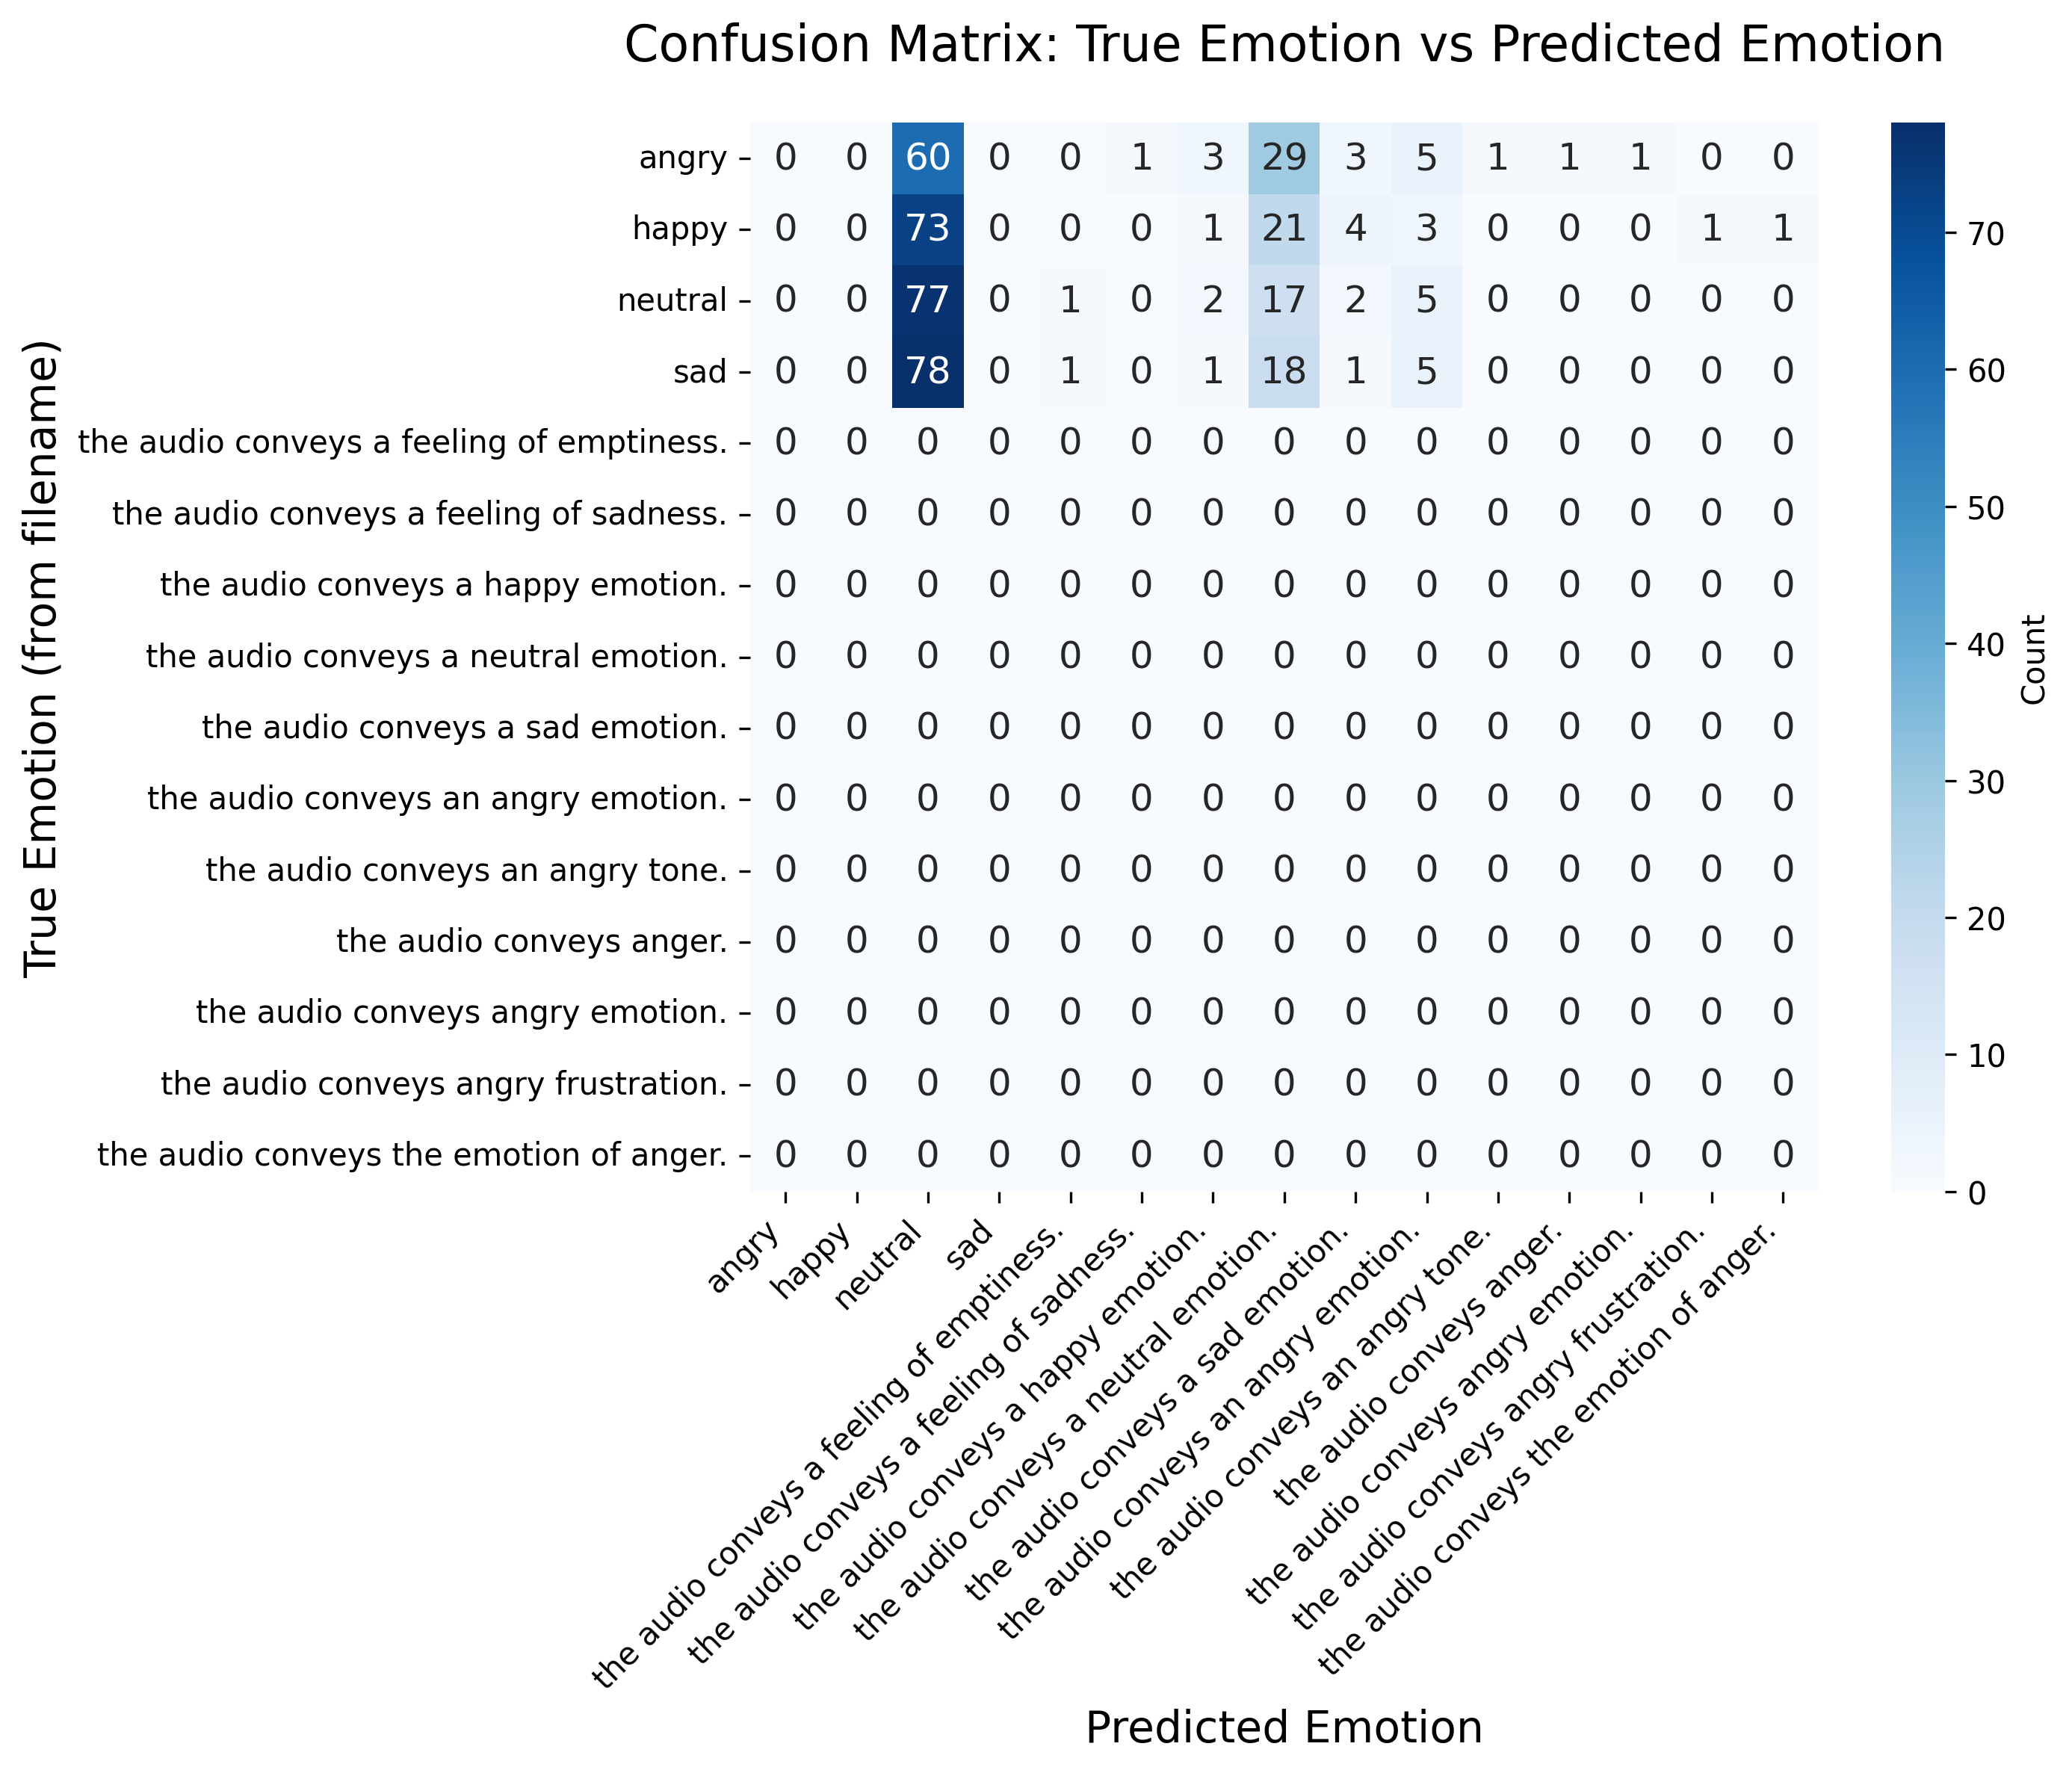 Confusion Matrix: True Emotion vs Predicted Emotion
True Emotion (from filename)
angry 0 0 60 0 0 1 3 29 3 5 1 1 1 0 0
happy 0 0 73 0 0 0 1 21 4 3 0 0 0 1 1
neutral 0 0 77 0 1 0 2 17 2 5 0 0 0 0 0
sad 0 0 78 0 1 0 1 18 1 5 0 0 0 0 0
the audio conveys a feeling of emptiness. 0 0 0 0 0 0 0 0 0 0 0 0 0 0 0
the audio conveys a feeling of sadness. 0 0 0 0 0 0 0 0 0 0 0 0 0 0 0
the audio conveys a happy emotion. 0 0 0 0 0 0 0 0 0 0 0 0 0 0 0
the audio conveys a neutral emotion. 0 0 0 0 0 0 0 0 0 0 0 0 0 0 0
the audio conveys a sad emotion. 0 0 0 0 0 0 0 0 0 0 0 0 0 0 0
the audio conveys an angry emotion. 0 0 0 0 0 0 0 0 0 0 0 0 0 0 0
the audio conveys an angry tone. 0 0 0 0 0 0 0 0 0 0 0 0 0 0 0
the audio conveys anger. 0 0 0 0 0 0 0 0 0 0 0 0 0 0 0
the audio conveys angry emotion. 0 0 0 0 0 0 0 0 0 0 0 0 0 0 0
the audio conveys angry frustration. 0 0 0 0 0 0 0 0 0 0 0 0 0 0 0
the audio conveys the emotion of anger. 0 0 0 0 0 0 0 0 0 0 0 0 0 0 0
angry
happy
neutral
sad
the audio conveys a feeling of emptiness.
the audio conveys a feeling of sadness.
the audio conveys a happy emotion.
the audio conveys a neutral emotion.
the audio conveys a sad emotion.
the audio conveys an angry emotion.
the audio conveys an angry tone.
the audio conveys anger.
the audio conveys angry emotion.
the audio conveys angry frustration.
the audio conveys the emotion of anger.
Predicted Emotion
70
60
50
40
30
20
10
0
Count